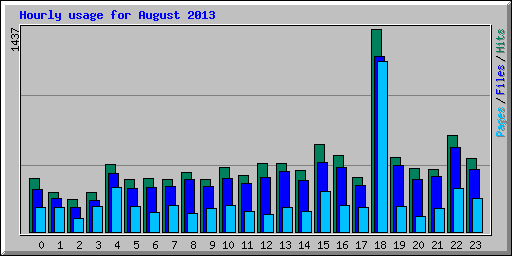 Hourly usage for August 2013
1437
Pages / Files / Hits
0 1 2 3 4 5 6 7 8 9 10 11 12 13 14 15 16 17 18 19 20 21 22 23